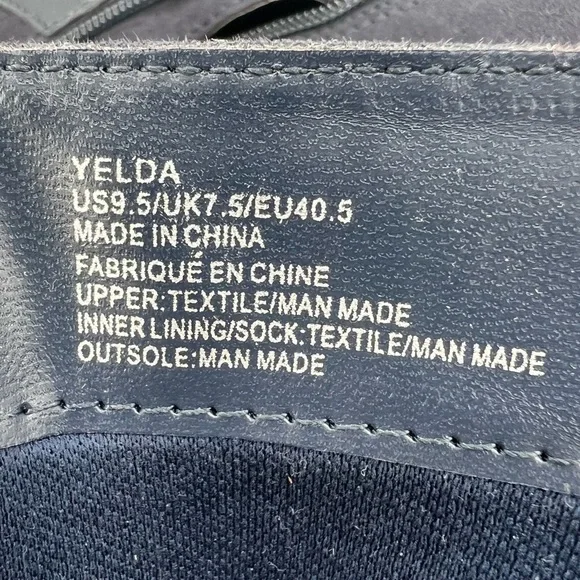 YELDA
US9.5/UK7.5/EU40.5
MADE IN CHINA
FABRIQUÉ EN CHINE
UPPER:TEXTILE/MAN MADE
INNER LINING/SOCK:TEXTILE/MAN MADE
OUTSOLE:MAN MADE